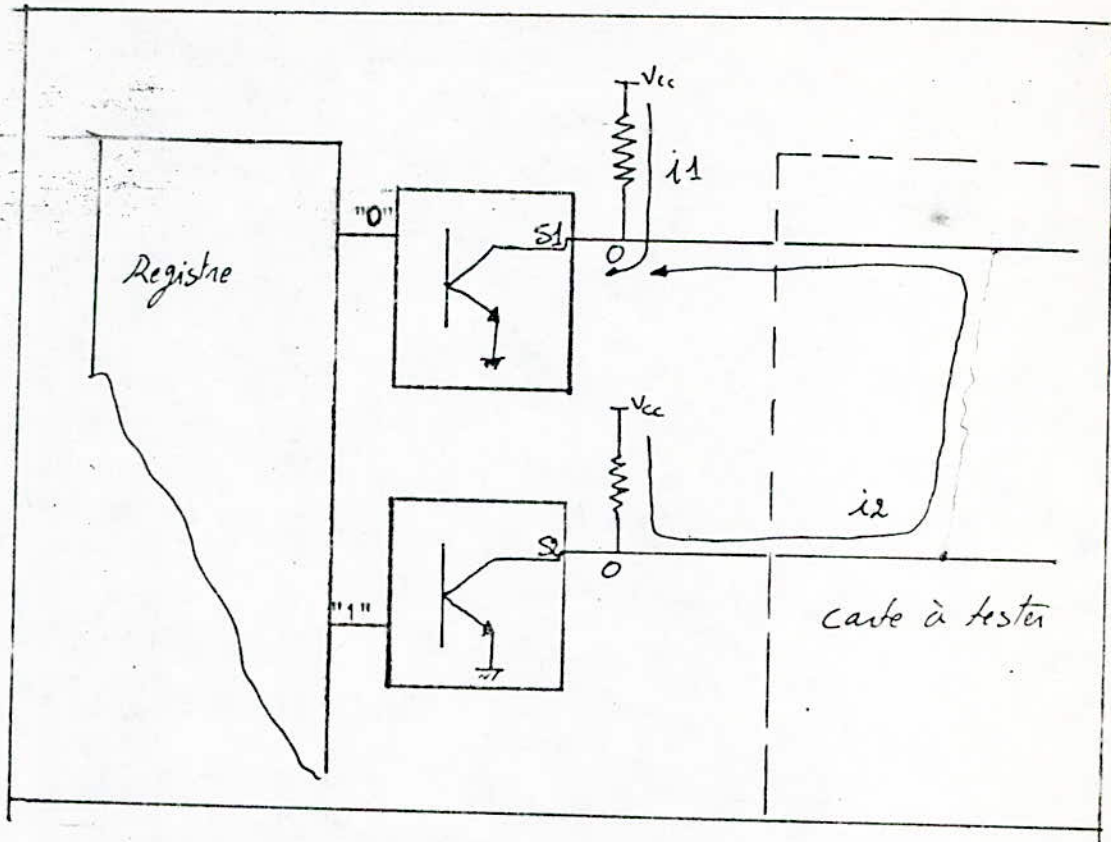 Vcc
i1
"0"
S1
0
Registre
Vcc
i2
S2
0
"1"
carte à tester